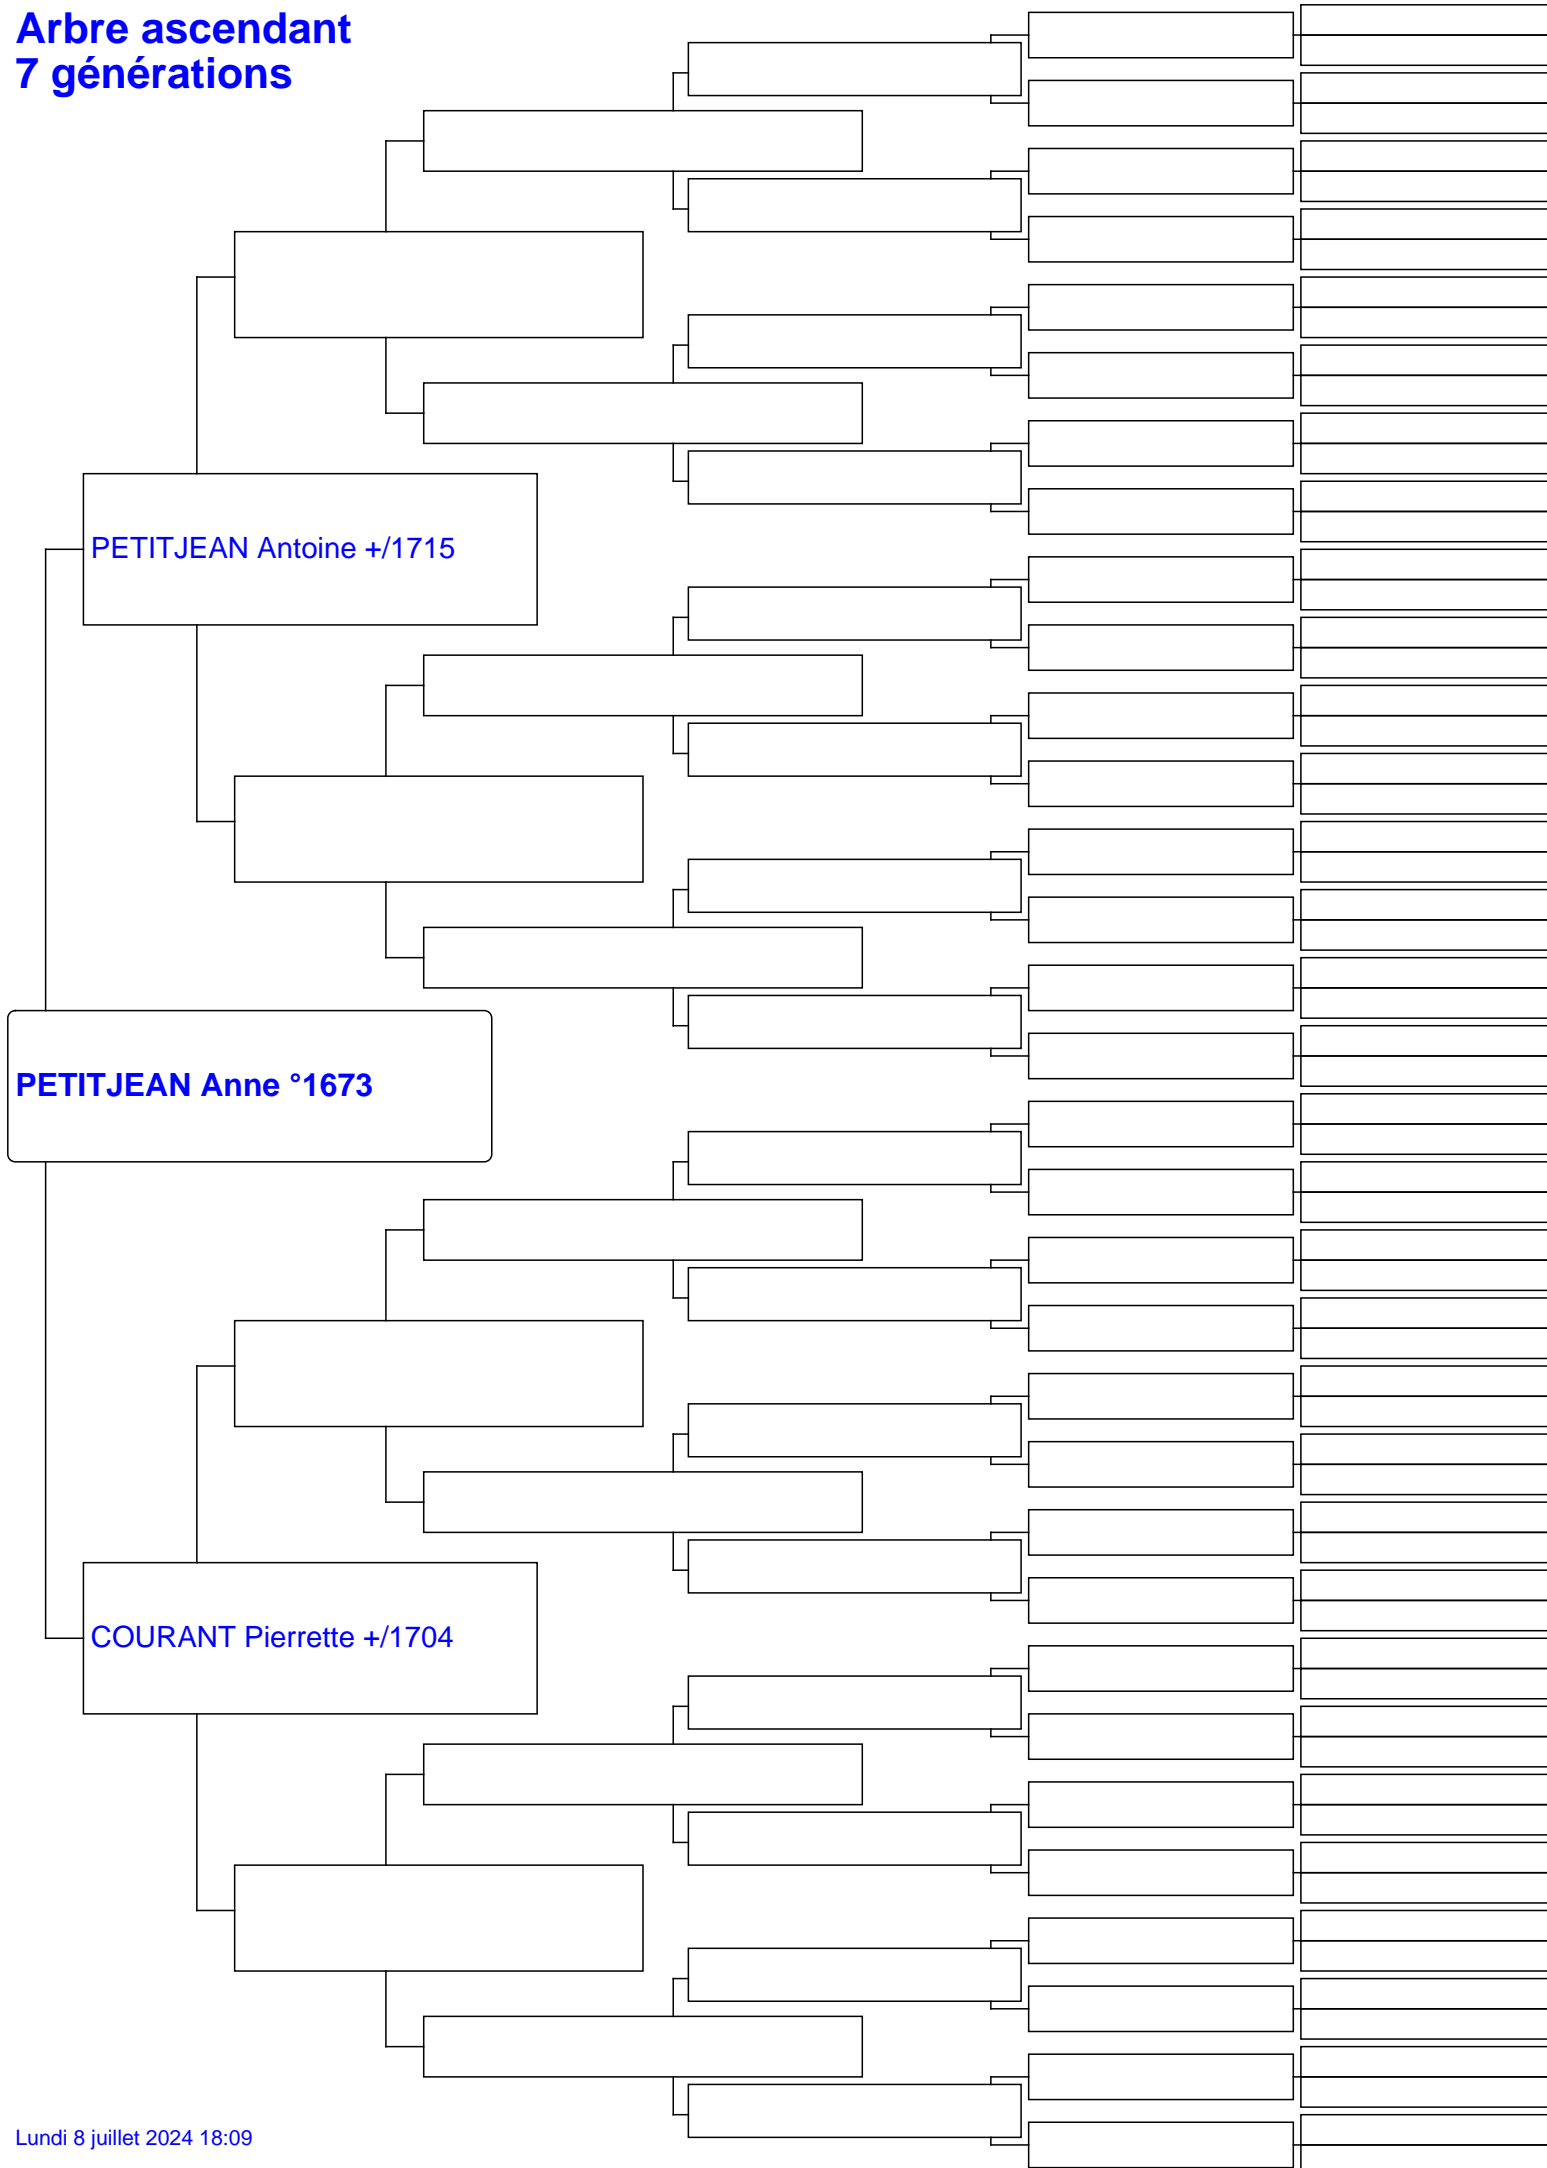 Arbre ascendant
7 générations
PETITJEAN Antoine +/1715
PETITJEAN Anne °1673
COURANT Pierrette +/1704
Lundi 8 juillet 2024 18:09